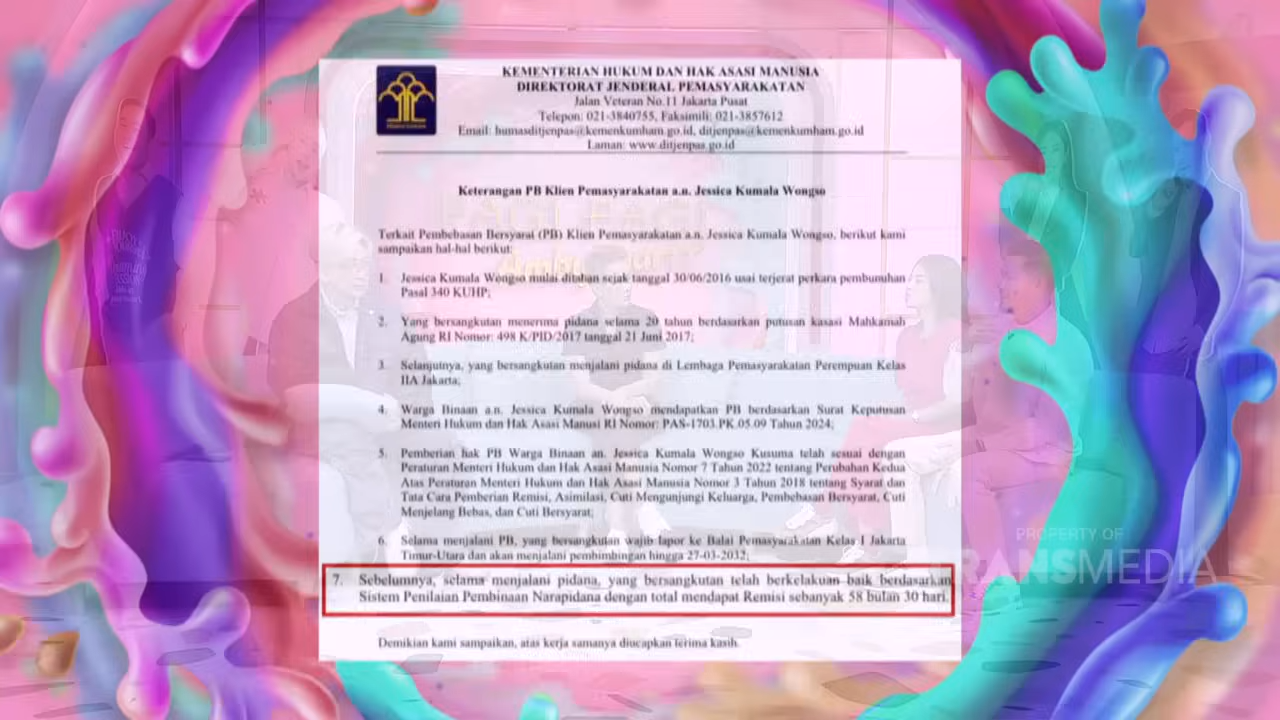 KEMENTERIAN HUKUM DAN HAK ASASI MANUSIA
DIREKTORAT JENDERAL PEMASYARAKATAN
Jalan Veteran No.11 Jakarta Pusat
Telepon: 021-3840755, Faksimili: 021-3857612
Email: humasditjenpas@kemenkumham.go.id, ditjenpas@kemenkumham.go.id
Laman: www.ditjenpas.go.id
Keterangan PB Klien Pemasyarakatan a.n. Jessica Kumala Wongso
Terkait Pembebasan Bersyarat (PB) Klien Pemasyarakatan a.n. Jessica Kumala Wongso, berikut kami
sampaikan hal-hal berikut:
1. Jessica Kumala Wongso mulai ditahan sejak tanggal 30/06/2016 usai terjerat perkara pembunuhan
Pasal 340 KUHP;
2. Yang bersangkutan menerima pidana selama 20 tahun berdasarkan putusan kasasi Mahkamah
Agung RI Nomor: 498 K/PID/2017 tanggal 21 Juni 2017;
3. Selanjutnya, yang bersangkutan menjalani pidana di Lembaga Pemasyarakatan Perempuan Kelas
IIA Jakarta;
4. Warga Binaan a.n. Jessica Kumala Wongso mendapatkan PB berdasarkan Surat Keputusan
Menteri Hukum dan Hak Asasi Manusi RI Nomor: PAS-1703.PK.05.09 Tahun 2024;
5. Pemberian hak PB Warga Binaan an. Jessica Kumala Wongso Kusuma telah sesuai dengan
Peraturan Menteri Hukum dan Hak Asasi Manusia Nomor 7 Tahun 2022 tentang Perubahan Kedua
Atas Peraturan Menteri Hukum dan Hak Asasi Manusia Nomor 3 Tahun 2018 tentang Syarat dan
Tata Cara Pemberian Remisi, Asimilasi, Cuti Mengunjungi Keluarga, Pembebasan Bersyarat, Cuti
Menjelang Bebas, dan Cuti Bersyarat;
6. Selama menjalani PB, yang bersangkutan wajib lapor ke Balai Pemasyarakatan Kelas I Jakarta
Timur-Utara dan akan menjalani pembimbingan hingga 27-03-2032;
7. Sebelumnya, selama menjalani pidana, yang bersangkutan telah berkelakuan baik berdasarkan
Sistem Penilaian Pembinaan Narapidana dengan total mendapat Remisi sebanyak 58 bulan 30 hari.
Demikian kami sampaikan, atas kerja samanya diucapkan terima kasih.
PROPERTY OF
TRANSMEDIA